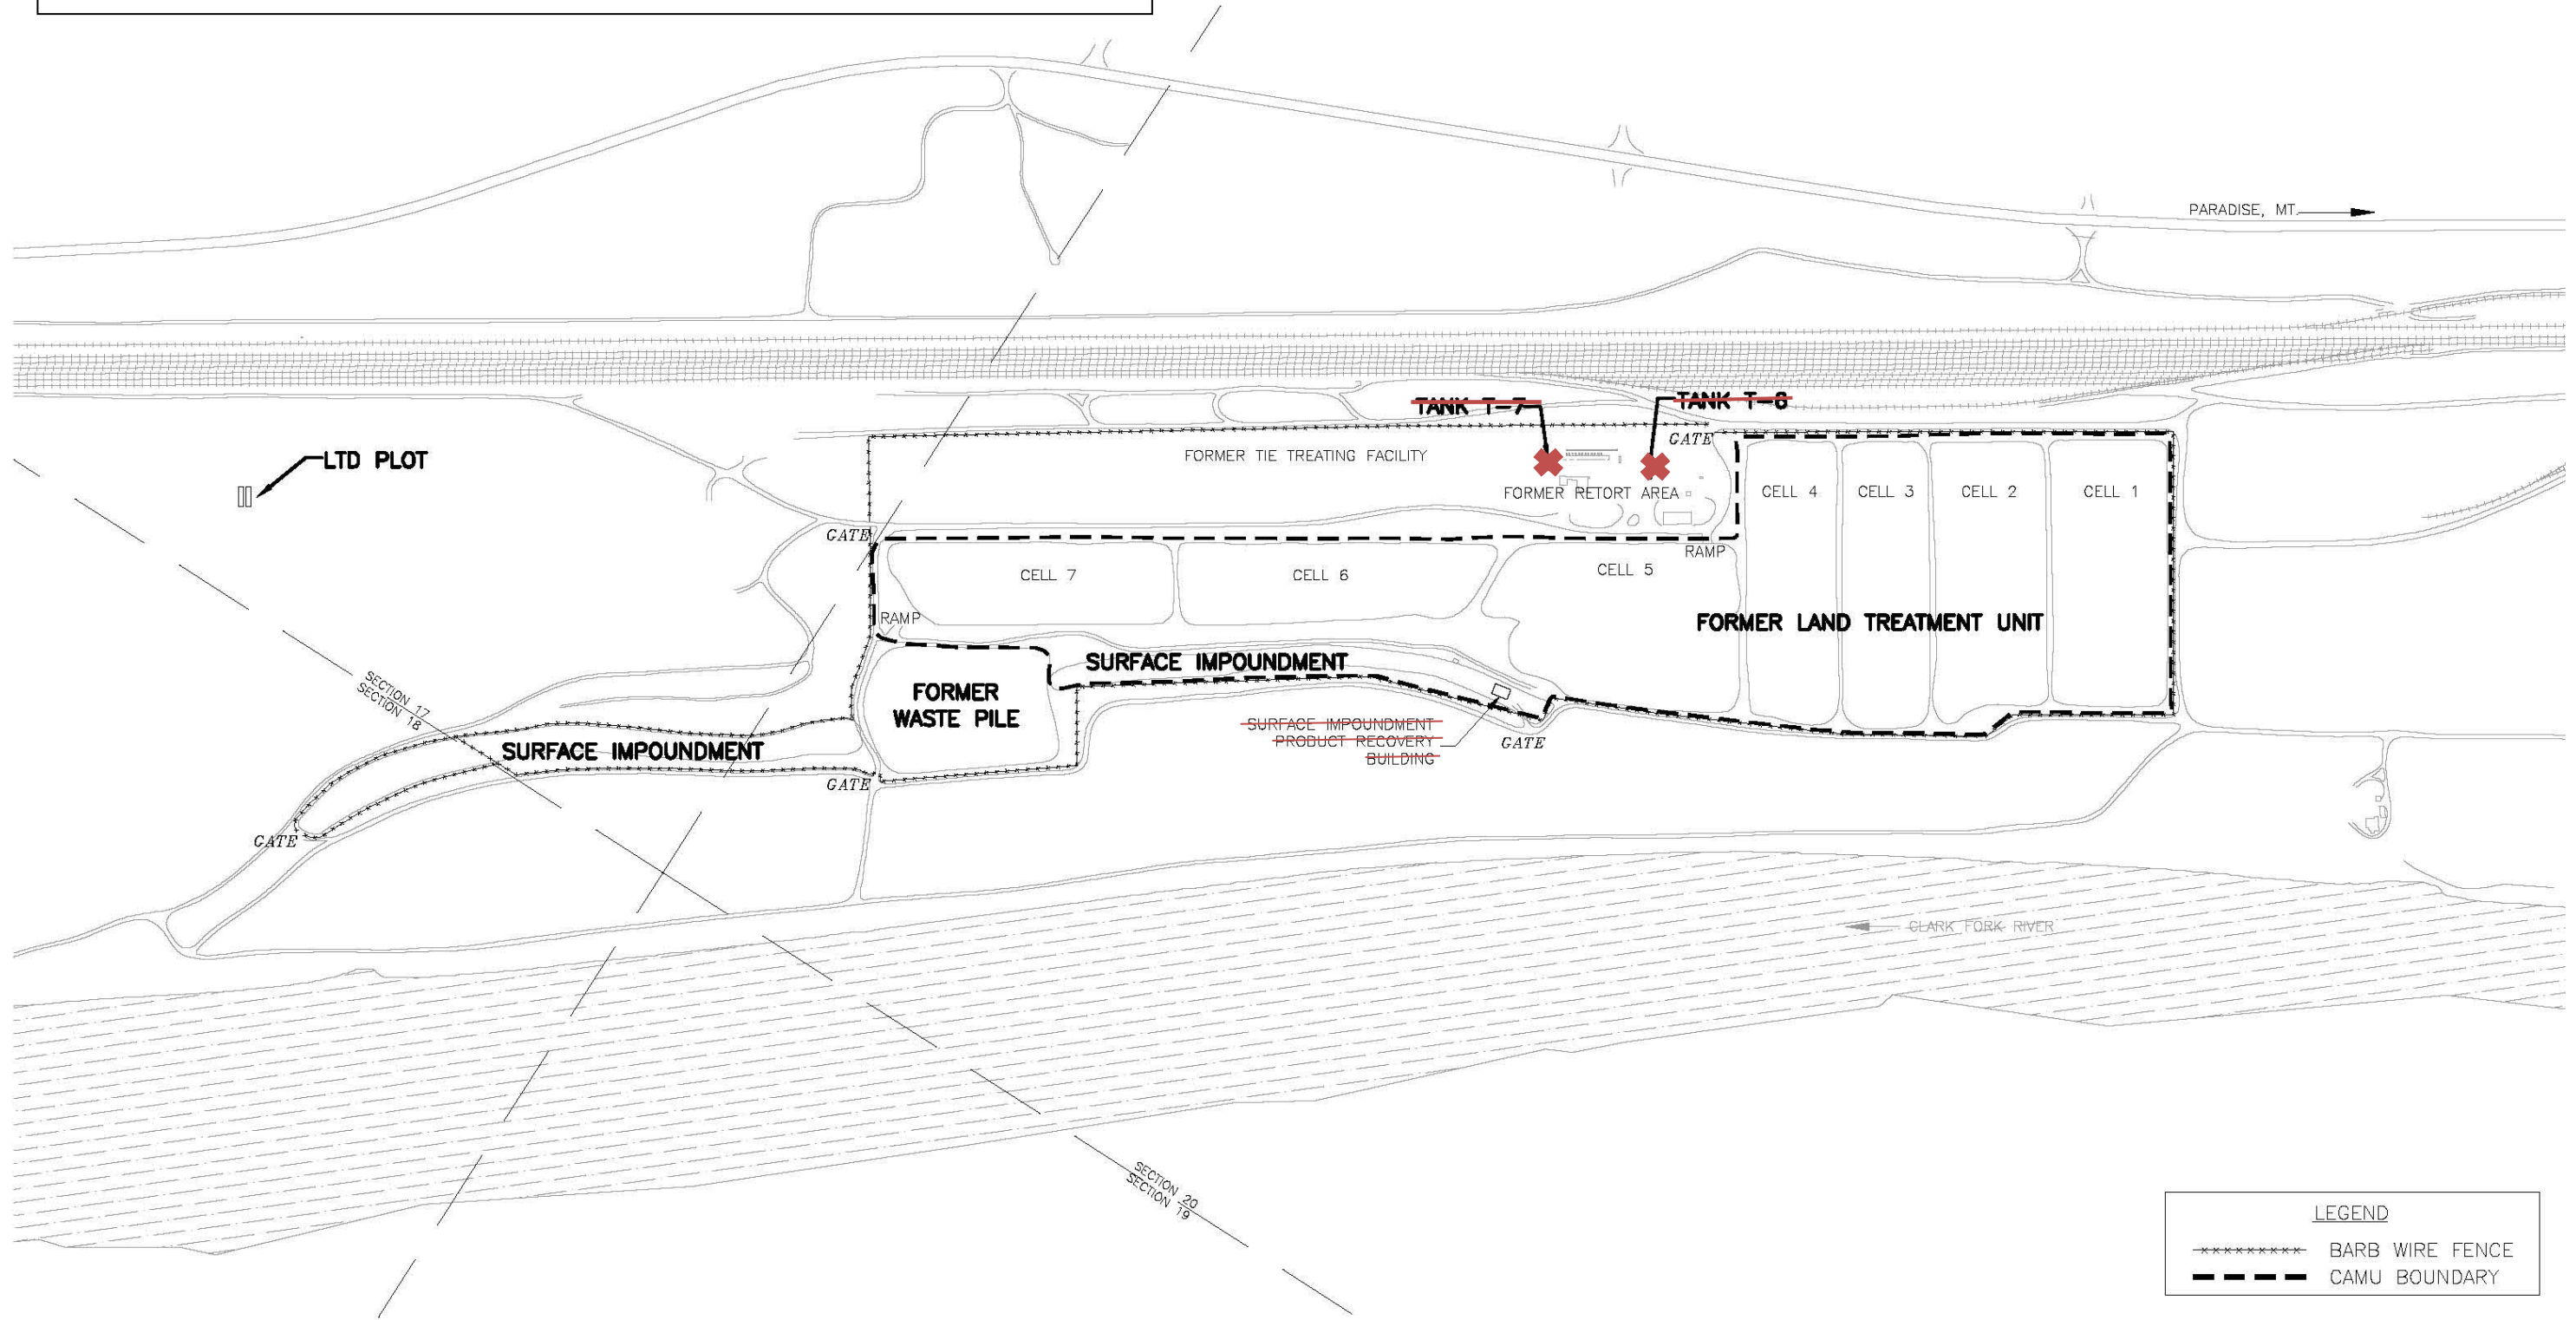 PARADISE, MT.
TANK T-7
TANK T-8
GATE
FORMER TIE TREATING FACILITY
LTD PLOT
FORMER RETORT AREA
CELL 4
CELL 3
CELL 2
CELL 1
GATE
RAMP
CELL 7
CELL 6
CELL 5
RAMP
FORMER LAND TREATMENT UNIT
SURFACE IMPOUNDMENT
FORMER
WASTE PILE
SECTION 17
SECTION 18
SURFACE IMPOUNDMENT
PRODUCT RECOVERY
BUILDING
GATE
SURFACE IMPOUNDMENT
GATE
GATE
CLARK FORK RIVER
SECTION 20
SECTION 19
LEGEND
BARB WIRE FENCE
CAMU BOUNDARY